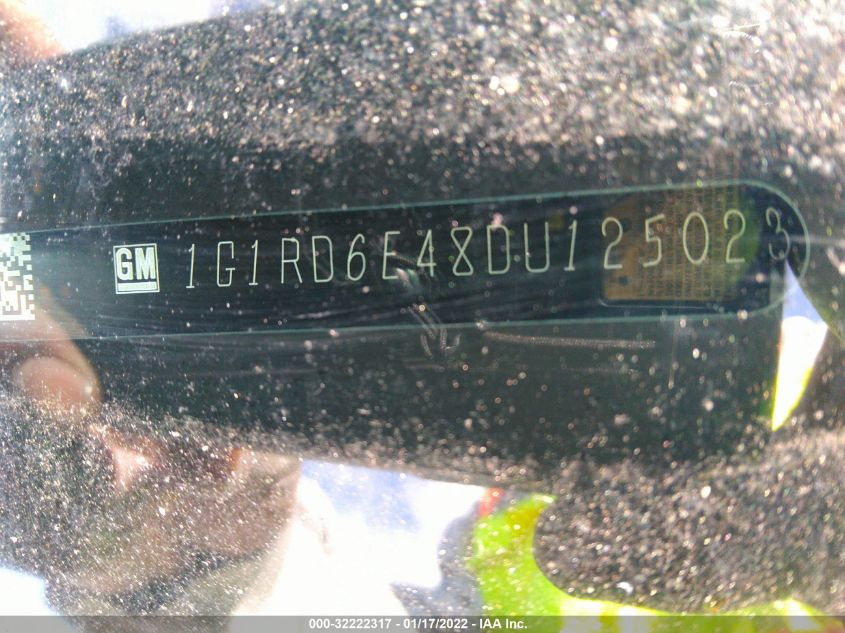 GM 1G1RD6E48DU125023
000-32222317 - 01/17/2022 - IAA Inc.